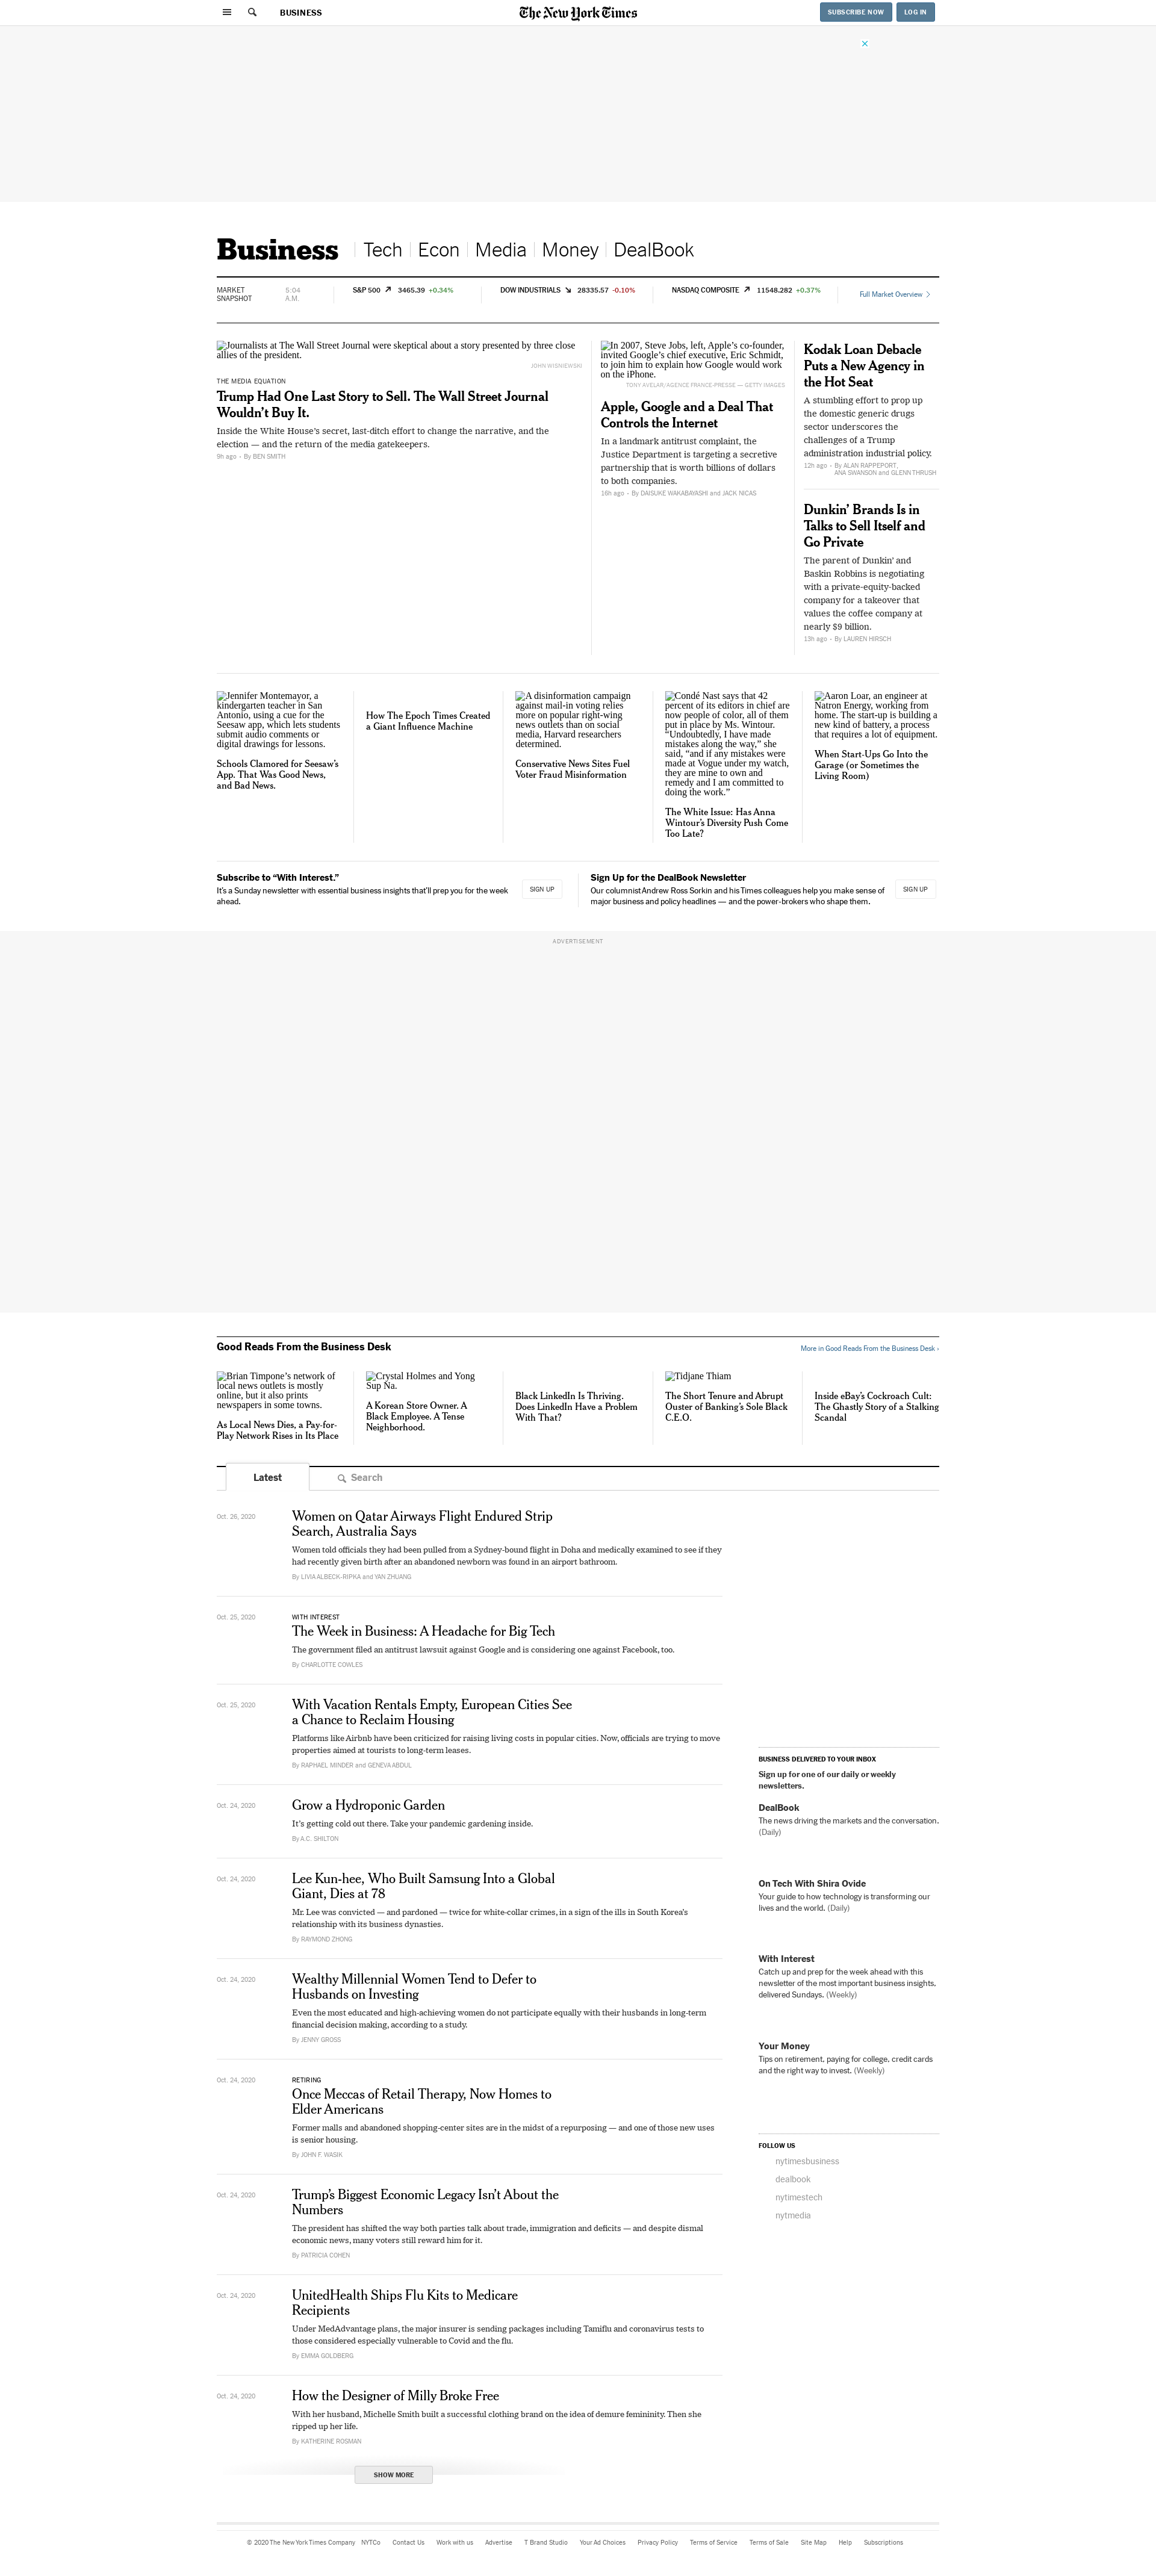 BUSINESS
The New York Times
SUBSCRIBE NOW
LOG IN
Business
Tech
Econ
Media
Money
DealBook
MARKET
SNAPSHOT
5:04
A.M.
S&P 500 3465.39 +0.34%
DOW INDUSTRIALS 28335.57 -0.10%
NASDAQ COMPOSITE 11548.282 +0.37%
Full Market Overview
Journalists at The Wall Street Journal were skeptical about a story presented by three close
allies of the president.
JOHN WISNIEWSKI
THE MEDIA EQUATION
Trump Had One Last Story to Sell. The Wall Street Journal
Wouldn’t Buy It.
Inside the White House’s secret, last-ditch effort to change the narrative, and the
election — and the return of the media gatekeepers.
9h ago • By BEN SMITH
In 2007, Steve Jobs, left, Apple’s co-founder,
invited Google’s chief executive, Eric Schmidt,
to join him to explain how Google would work
on the iPhone.
TONY AVELAR/AGENCE FRANCE-PRESSE — GETTY IMAGES
Apple, Google and a Deal That
Controls the Internet
In a landmark antitrust complaint, the
Justice Department is targeting a secretive
partnership that is worth billions of dollars
to both companies.
16h ago • By DAISUKE WAKABAYASHI and JACK NICAS
Kodak Loan Debacle
Puts a New Agency in
the Hot Seat
A stumbling effort to prop up
the domestic generic drugs
sector underscores the
challenges of a Trump
administration industrial policy.
12h ago • By ALAN RAPPEPORT,
ANA SWANSON and GLENN THRUSH
Dunkin’ Brands Is in
Talks to Sell Itself and
Go Private
The parent of Dunkin’ and
Baskin Robbins is negotiating
with a private-equity-backed
company for a takeover that
values the coffee company at
nearly $9 billion.
13h ago • By LAUREN HIRSCH
Jennifer Montemayor, a
kindergarten teacher in San
Antonio, using a cue for the
Seesaw app, which lets students
submit audio comments or
digital drawings for lessons.
Schools Clamored for Seesaw’s
App. That Was Good News,
and Bad News.
How The Epoch Times Created
a Giant Influence Machine
A disinformation campaign
against mail-in voting relies
more on popular right-wing
news outlets than on social
media, Harvard researchers
determined.
Conservative News Sites Fuel
Voter Fraud Misinformation
Condé Nast says that 42
percent of its editors in chief are
now people of color, all of them
put in place by Ms. Wintour.
“Undoubtedly, I have made
mistakes along the way,” she
said, “and if any mistakes were
made at Vogue under my watch,
they are mine to own and
remedy and I am committed to
doing the work.”
The White Issue: Has Anna
Wintour’s Diversity Push Come
Too Late?
Aaron Loar, an engineer at
Natron Energy, working from
home. The start-up is building a
new kind of battery, a process
that requires a lot of equipment.
When Start-Ups Go Into the
Garage (or Sometimes the
Living Room)
Subscribe to “With Interest.”
It’s a Sunday newsletter with essential business insights that’ll prep you for the week
ahead.
SIGN UP
Sign Up for the DealBook Newsletter
Our columnist Andrew Ross Sorkin and his Times colleagues help you make sense of
major business and policy headlines — and the power-brokers who shape them.
SIGN UP
ADVERTISEMENT
Good Reads From the Business Desk
More in Good Reads From the Business Desk ›
Brian Timpone’s network of
local news outlets is mostly
online, but it also prints
newspapers in some towns.
As Local News Dies, a Pay-for-
Play Network Rises in Its Place
Crystal Holmes and Yong
Sup Na.
A Korean Store Owner. A
Black Employee. A Tense
Neighborhood.
Black LinkedIn Is Thriving.
Does LinkedIn Have a Problem
With That?
Tidjane Thiam
The Short Tenure and Abrupt
Ouster of Banking’s Sole Black
C.E.O.
Inside eBay’s Cockroach Cult:
The Ghastly Story of a Stalking
Scandal
Latest
Search
Oct. 26, 2020
Women on Qatar Airways Flight Endured Strip
Search, Australia Says
Women told officials they had been pulled from a Sydney-bound flight in Doha and medically examined to see if they
had recently given birth after an abandoned newborn was found in an airport bathroom.
By LIVIA ALBECK-RIPKA and YAN ZHUANG
Oct. 25, 2020
WITH INTEREST
The Week in Business: A Headache for Big Tech
The government filed an antitrust lawsuit against Google and is considering one against Facebook, too.
By CHARLOTTE COWLES
Oct. 25, 2020
With Vacation Rentals Empty, European Cities See
a Chance to Reclaim Housing
Platforms like Airbnb have been criticized for raising living costs in popular cities. Now, officials are trying to move
properties aimed at tourists to long-term leases.
By RAPHAEL MINDER and GENEVA ABDUL
Oct. 24, 2020
Grow a Hydroponic Garden
It’s getting cold out there. Take your pandemic gardening inside.
By A.C. SHILTON
Oct. 24, 2020
Lee Kun-hee, Who Built Samsung Into a Global
Giant, Dies at 78
Mr. Lee was convicted — and pardoned — twice for white-collar crimes, in a sign of the ills in South Korea’s
relationship with its business dynasties.
By RAYMOND ZHONG
Oct. 24, 2020
Wealthy Millennial Women Tend to Defer to
Husbands on Investing
Even the most educated and high-achieving women do not participate equally with their husbands in long-term
financial decision making, according to a study.
By JENNY GROSS
Oct. 24, 2020
RETIRING
Once Meccas of Retail Therapy, Now Homes to
Elder Americans
Former malls and abandoned shopping-center sites are in the midst of a repurposing — and one of those new uses
is senior housing.
By JOHN F. WASIK
Oct. 24, 2020
Trump’s Biggest Economic Legacy Isn’t About the
Numbers
The president has shifted the way both parties talk about trade, immigration and deficits — and despite dismal
economic news, many voters still reward him for it.
By PATRICIA COHEN
Oct. 24, 2020
UnitedHealth Ships Flu Kits to Medicare
Recipients
Under MedAdvantage plans, the major insurer is sending packages including Tamiflu and coronavirus tests to
those considered especially vulnerable to Covid and the flu.
By EMMA GOLDBERG
Oct. 24, 2020
How the Designer of Milly Broke Free
With her husband, Michelle Smith built a successful clothing brand on the idea of demure femininity. Then she
ripped up her life.
By KATHERINE ROSMAN
SHOW MORE
BUSINESS DELIVERED TO YOUR INBOX
Sign up for one of our daily or weekly
newsletters.
DealBook
The news driving the markets and the conversation.
(Daily)
On Tech With Shira Ovide
Your guide to how technology is transforming our
lives and the world. (Daily)
With Interest
Catch up and prep for the week ahead with this
newsletter of the most important business insights,
delivered Sundays. (Weekly)
Your Money
Tips on retirement, paying for college, credit cards
and the right way to invest. (Weekly)
FOLLOW US
nytimesbusiness
dealbook
nytimestech
nytmedia
© 2020 The New York Times Company NYTCo Contact Us Work with us Advertise T Brand Studio Your Ad Choices Privacy Policy Terms of Service Terms of Sale Site Map Help Subscriptions